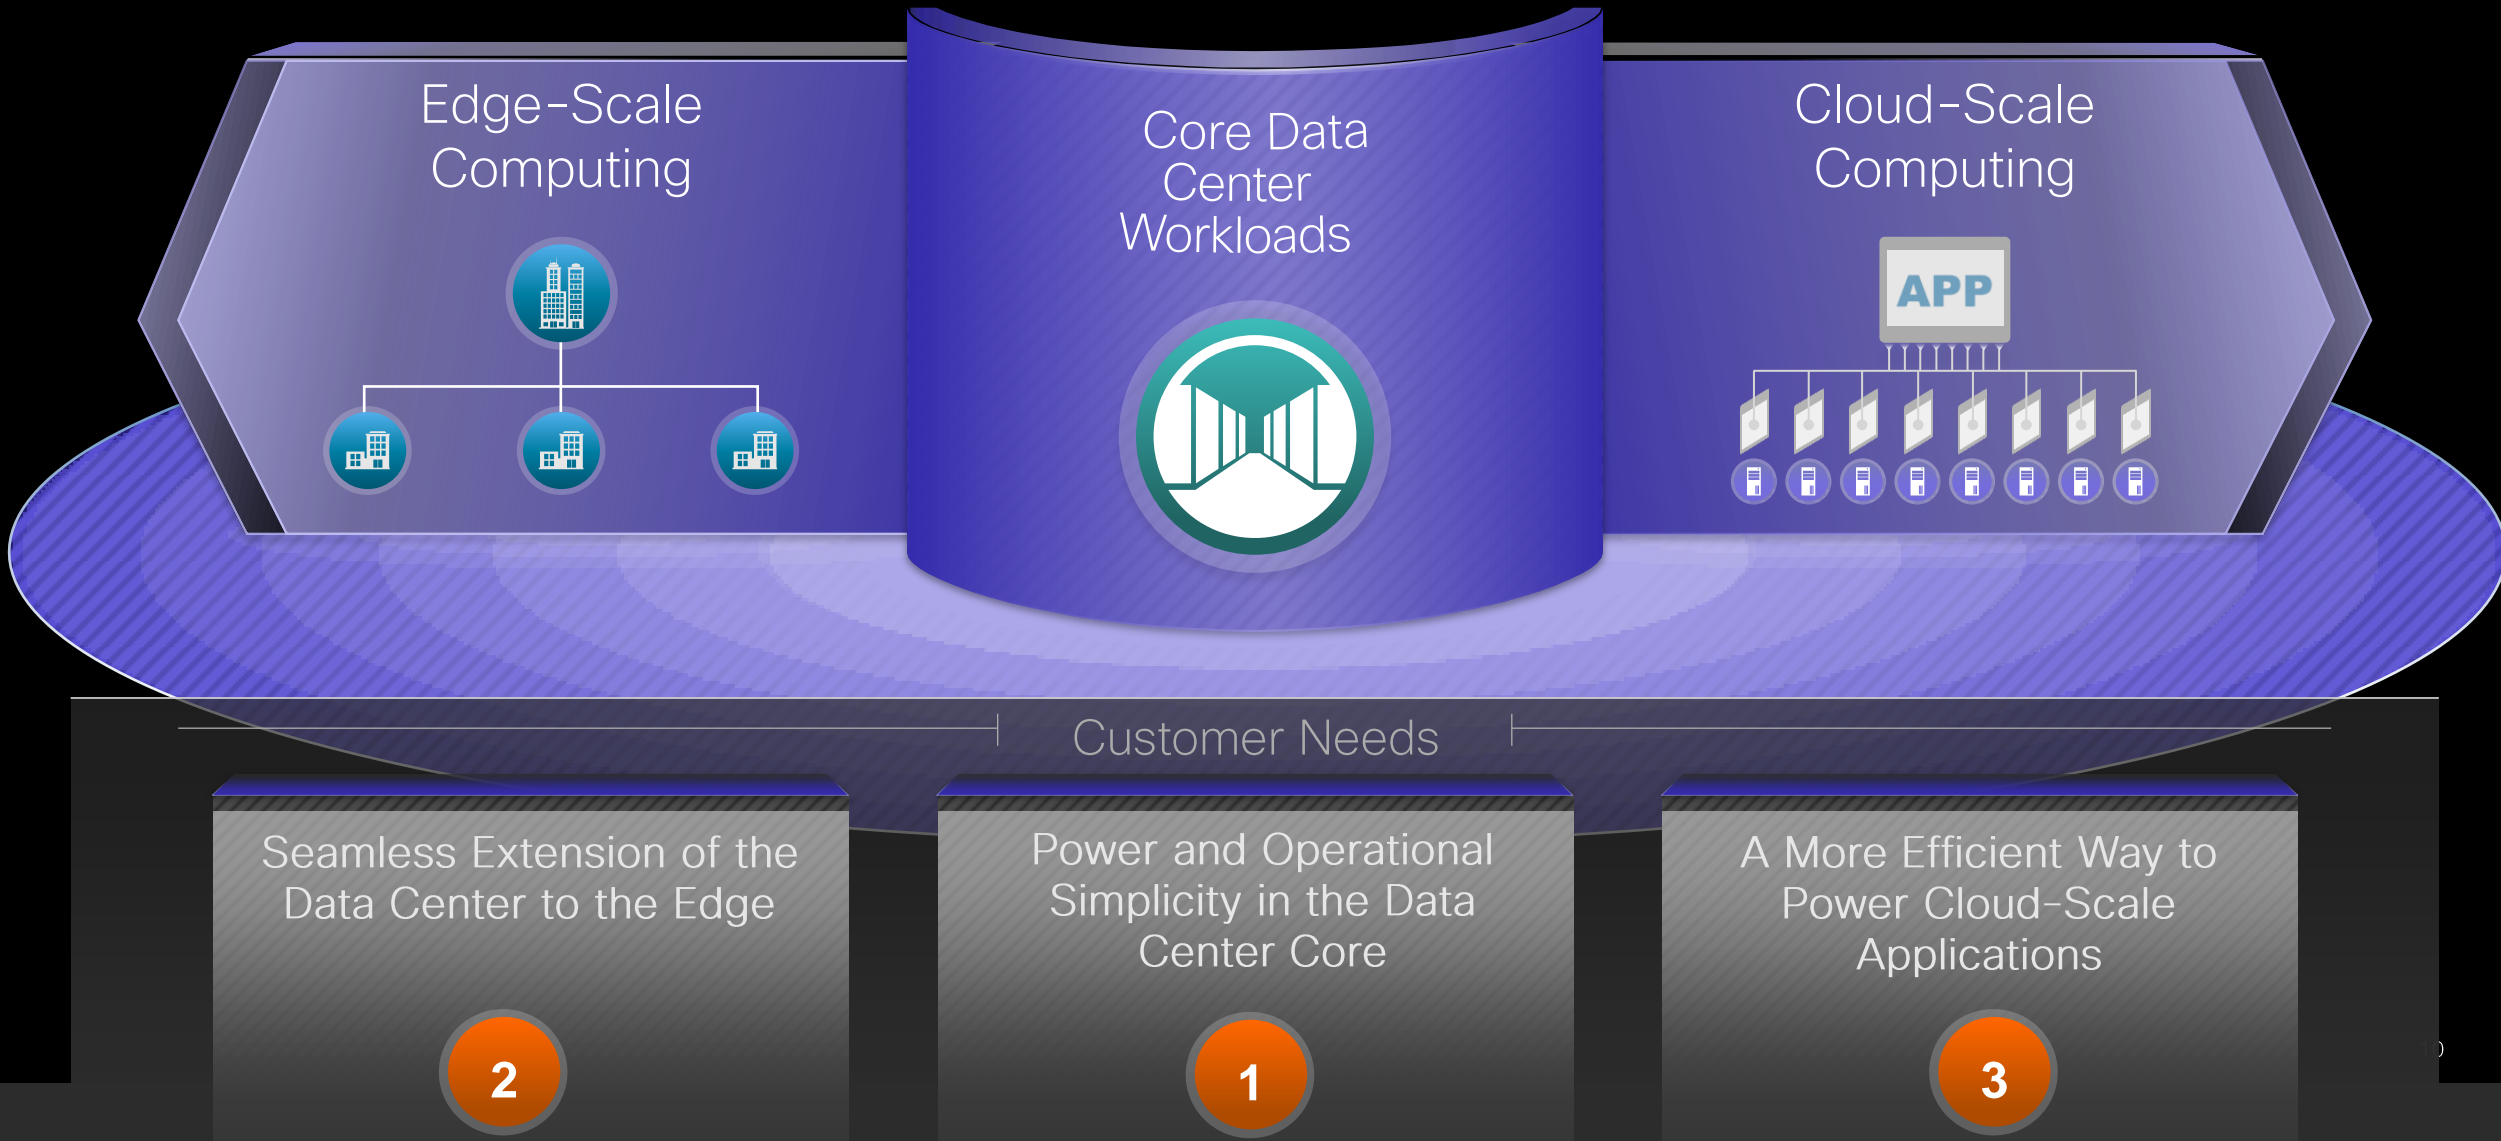 Edge-Scale
Computing
Core Data
Center
Workloads
Cloud-Scale
Computing
APP
Customer Needs
Seamless Extension of the
Data Center to the Edge
Power and Operational
Simplicity in the Data
Center Core
A More Efficient Way to
Power Cloud-Scale
Applications
2
1
3